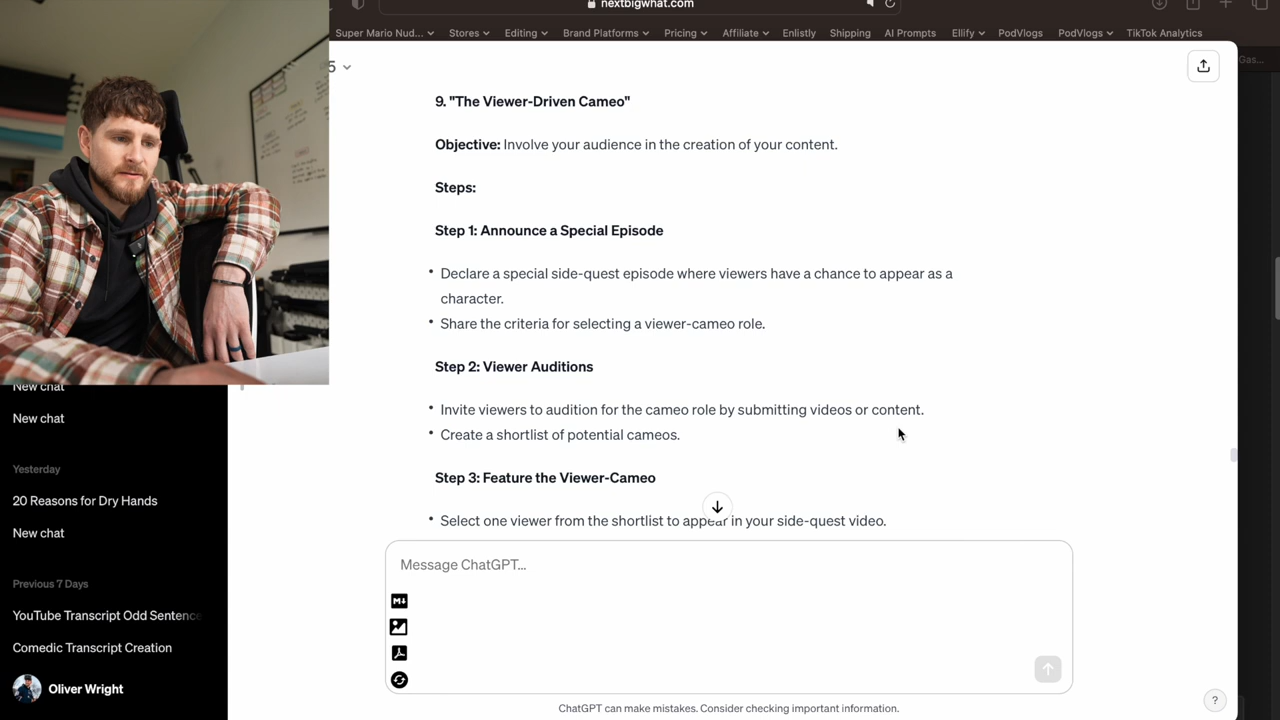 nextbigwhat.com
Super Mario Nud... Stores Editing Brand Platforms Pricing Affiliate Enlistly Shipping AI Prompts Ellify PodVlogs PodVlogs TikTok Analytics
Gas...
5
9. "The Viewer-Driven Cameo"
Objective: Involve your audience in the creation of your content.
Steps:
Step 1: Announce a Special Episode
• Declare a special side-quest episode where viewers have a chance to appear as a
character.
• Share the criteria for selecting a viewer-cameo role.
Step 2: Viewer Auditions
• Invite viewers to audition for the cameo role by submitting videos or content.
• Create a shortlist of potential cameos.
Step 3: Feature the Viewer-Cameo
• Select one viewer from the shortlist to appear in your side-quest video.
New chat
New chat
Yesterday
20 Reasons for Dry Hands
New chat
Previous 7 Days
YouTube Transcript Odd Sentence
Comedic Transcript Creation
Oliver Wright
Message ChatGPT...
M
?
ChatGPT can make mistakes. Consider checking important information.